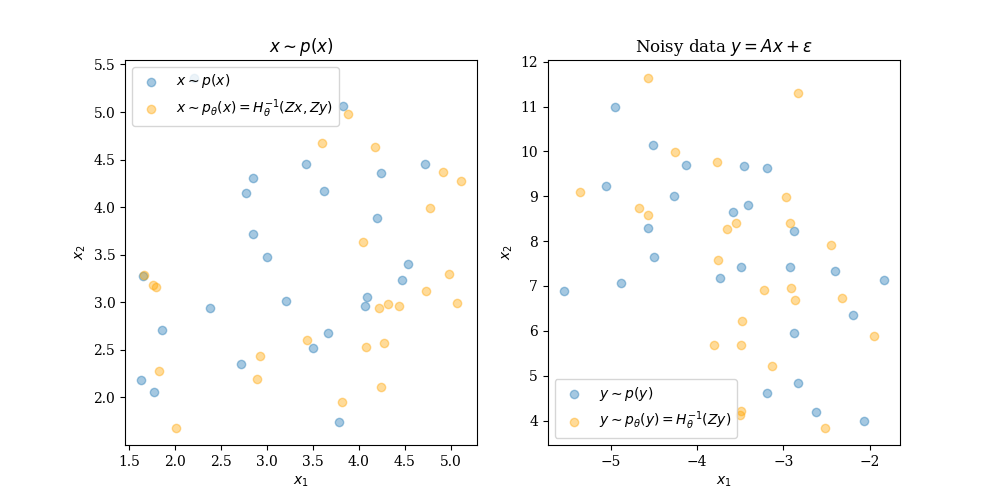 x ~ p(x)
5.5
5.0
4.5
4.0
3.5
3.0
2.5
2.0
x₂
x ~ p(x)
x ~ p_θ(x) = H_θ⁻¹(Zx, Zy)
1.5 2.0 2.5 3.0 3.5 4.0 4.5 5.0
x₁
Noisy data y = Ax + ε
12
11
10
9
8
7
6
5
4
x₂
y ~ p(y)
y ~ p_θ(y) = H_θ⁻¹(Zy)
−5 −4 −3 −2
x₁